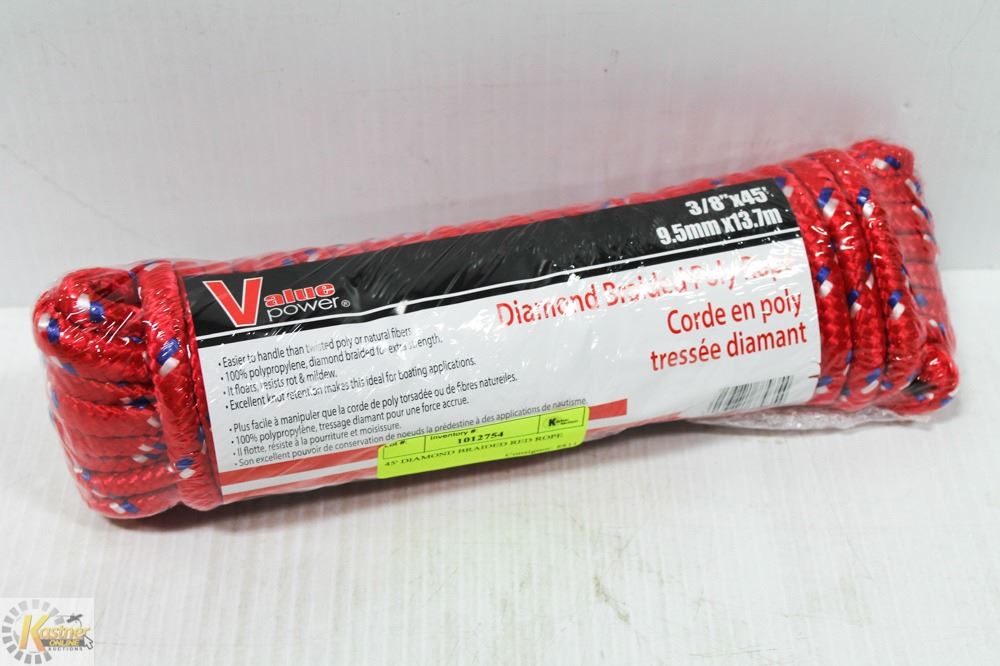 3/8"x45'
9.5mm x13.7m
Value
power®
Diamond Braided Poly Rope
Corde en poly
tressée diamant
• Easier to handle than twisted poly or natural fibers
• 100% polypropylene, diamond braided for extra strength.
• It floats, resists rot & mildew.
• Excellent knot retention makes this ideal for boating applications.
• Plus facile à manipuler que la corde de poly torsadée ou de fibres natureiles.
• 100% polypropylène, tressage diamant pour une force accrue.
• Il flotte, résiste à la pourriture et moisissure.
• Son excellent pouvoir de conservation de noeuds la prédestine à des applications de nautisme.
Lot #: Inventory #:
1012754
45' DIAMOND BRAIDED RED ROPE
Consignor:
Kastner
ONLINE
AUCTIONS